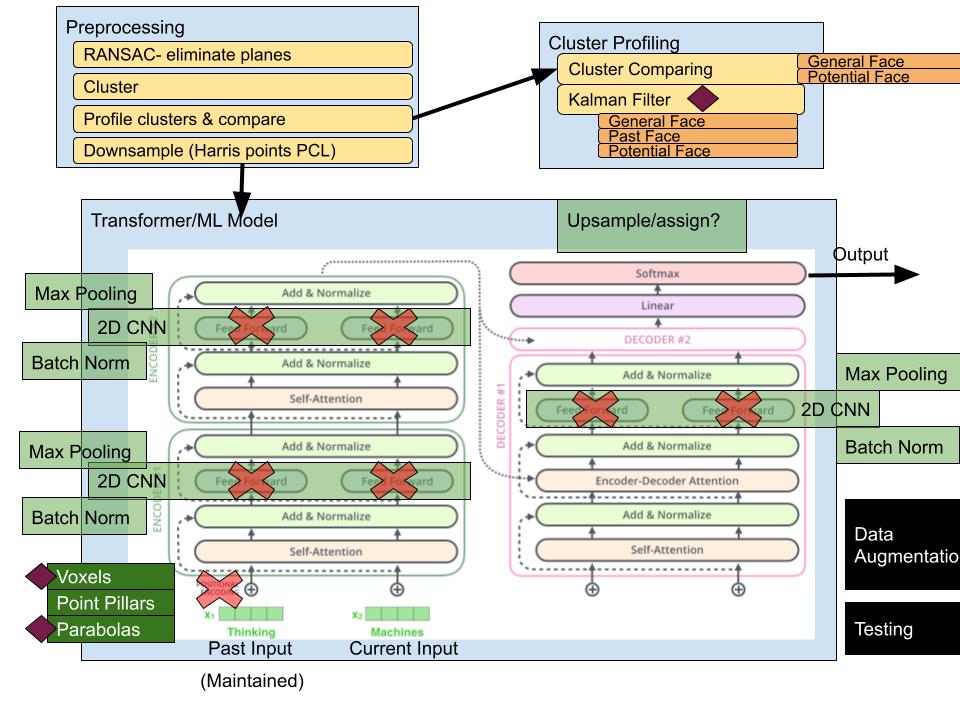 Preprocessing
RANSAC- eliminate planes
Cluster
Profile clusters & compare
Downsample (Harris points PCL)
Cluster Profiling
Cluster Comparing
General Face
Potential Face
Kalman Filter
General Face
Past Face
Potential Face
Transformer/ML Model
Upsample/assign?
Output
Max Pooling
2D CNN
Batch Norm
Add & Normalize
Feed Forward
Feed Forward
Add & Normalize
Self-Attention
Max Pooling
2D CNN
Batch Norm
ENCODER
Add & Normalize
Feed Forward
Feed Forward
Add & Normalize
Self-Attention
POSITIONAL
ENCODING
Voxels
Point Pillars
Parabolas
x1
Thinking
x2
Machines
Past Input
Current Input
(Maintained)
Softmax
Linear
DECODER #2
DECODER #1
Add & Normalize
Feed Forward
Feed Forward
Add & Normalize
Encoder-Decoder Attention
Add & Normalize
Self-Attention
Max Pooling
2D CNN
Batch Norm
Data
Augmentatio
Testing